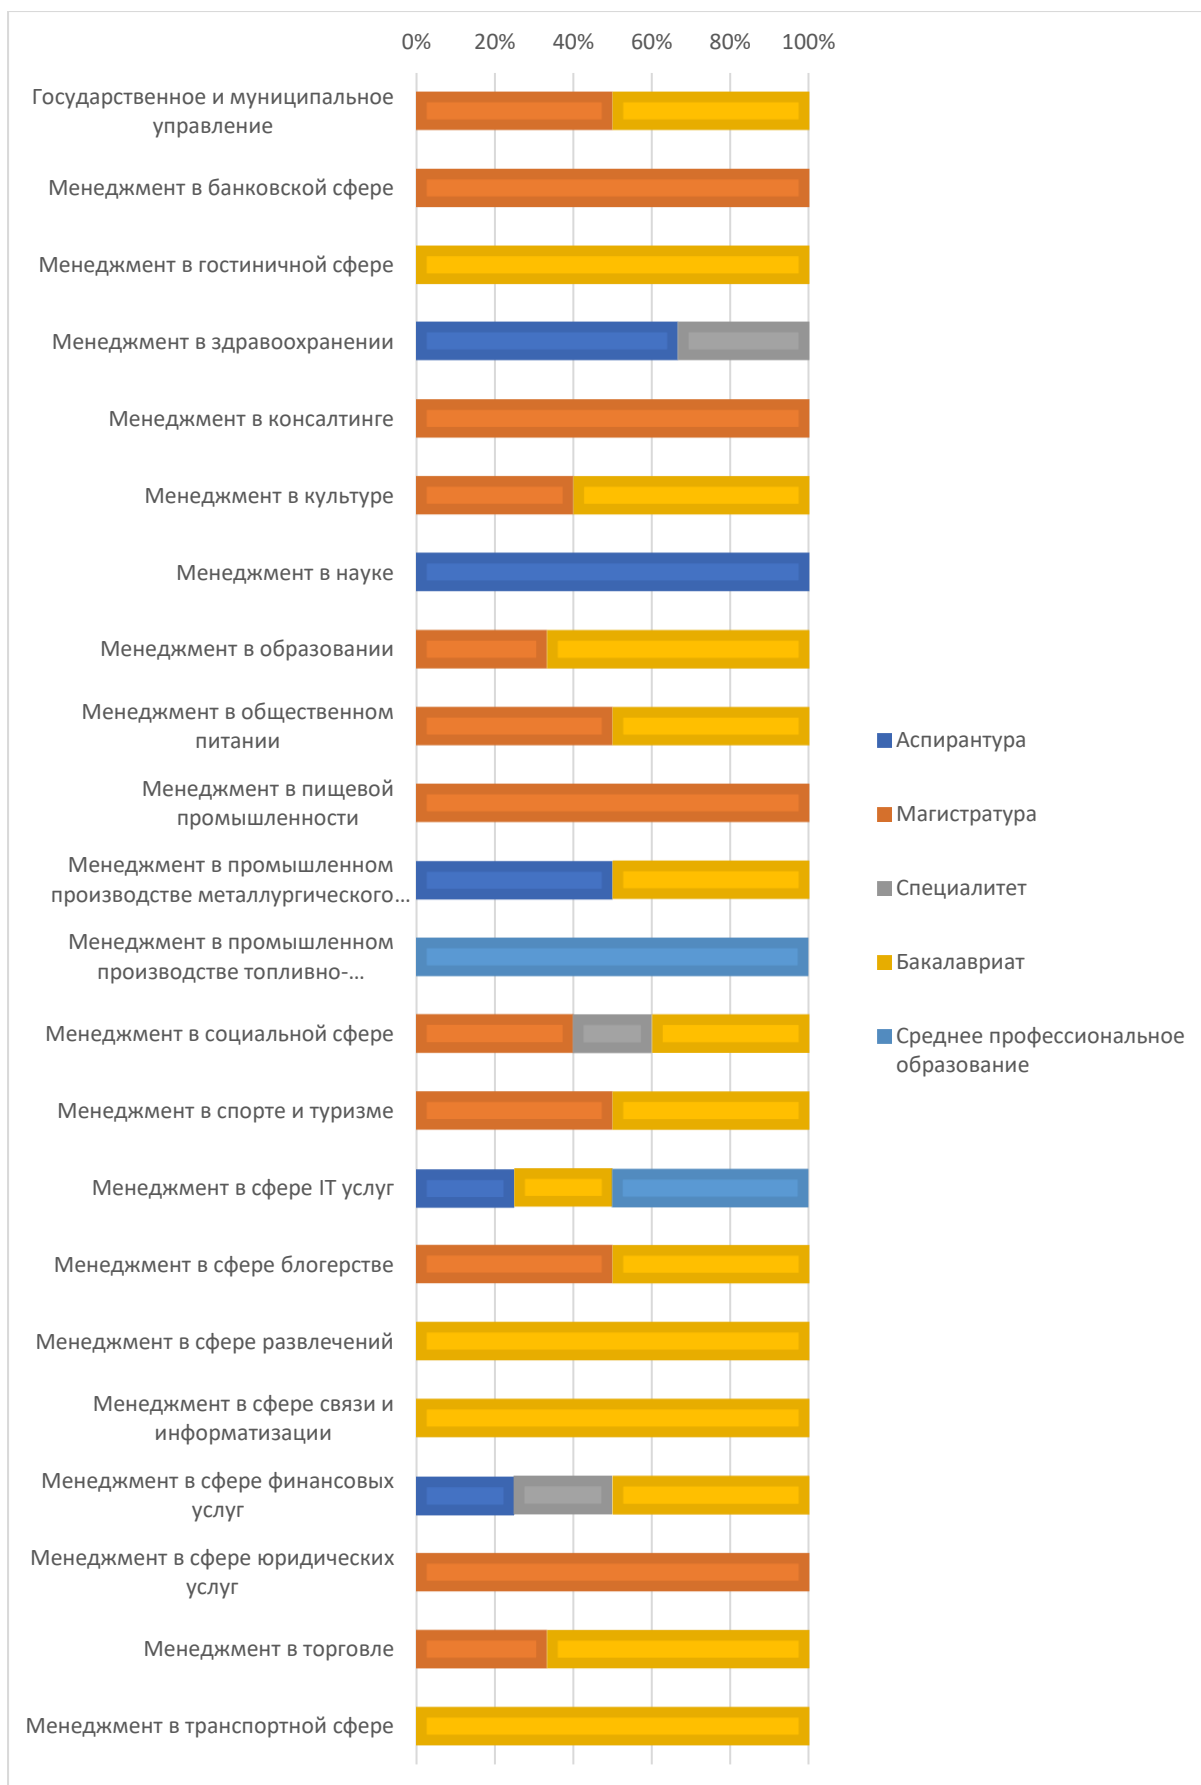 0% 20% 40% 60% 80% 100%
Государственное и муниципальное
управление
Менеджмент в банковской сфере
Менеджмент в гостиничной сфере
Менеджмент в здравоохранении
Менеджмент в консалтинге
Менеджмент в культуре
Менеджмент в науке
Менеджмент в образовании
Менеджмент в общественном
питании
Менеджмент в пищевой
промышленности
Менеджмент в промышленном
производстве металлургического...
Менеджмент в промышленном
производстве топливно-...
Менеджмент в социальной сфере
Менеджмент в спорте и туризме
Менеджмент в сфере IT услуг
Менеджмент в сфере блогерстве
Менеджмент в сфере развлечений
Менеджмент в сфере связи и
информатизации
Менеджмент в сфере финансовых
услуг
Менеджмент в сфере юридических
услуг
Менеджмент в торговле
Менеджмент в транспортной сфере
Аспирантура
Магистратура
Специалитет
Бакалавриат
Среднее профессиональное
образование